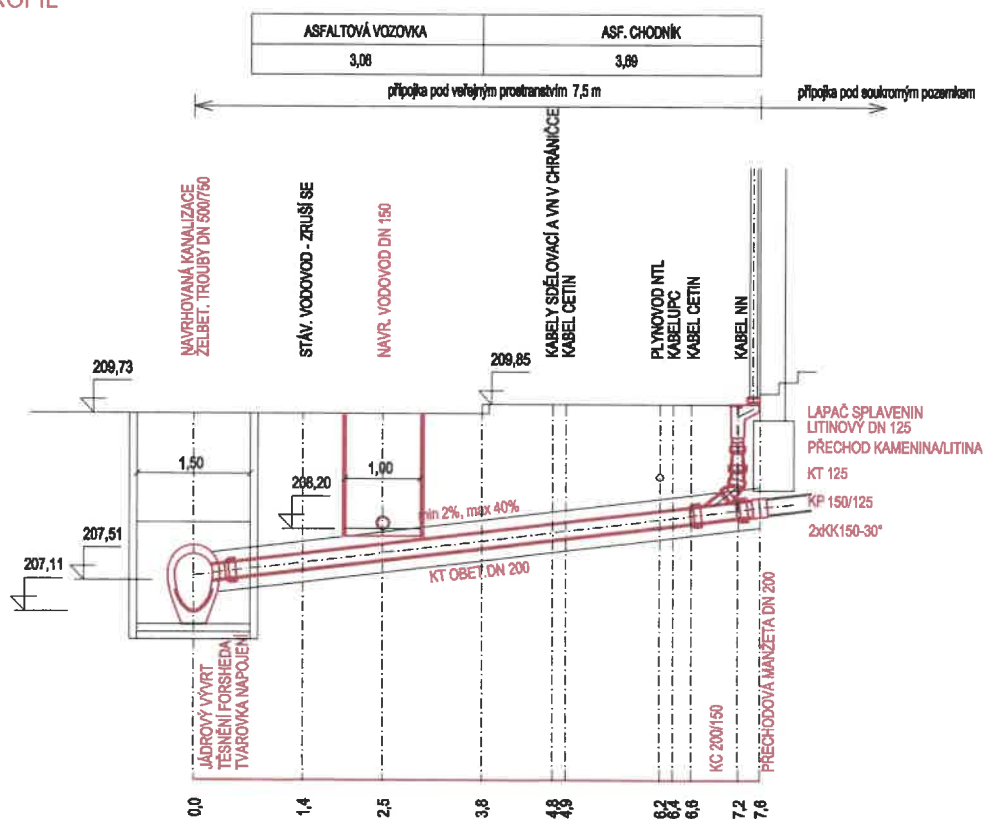 ASFALTOVÁ VOZOVKA
ASF. CHODNÍK
3,08
3,69
přípojka pod veřejným prostranstvím 7,5 m
přípojka pod soukromým pozemkem
NAVRHOVANÁ KANALIZACE
ŽELBET. TROUBY DN 500/750
STÁV. VODOVOD - ZRUŠÍ SE
NAVR. VODOVOD DN 150
KABELY SDĚLOVACÍ A VN V CHRÁNIČCE
KABEL CETIN
PLYNOVOD NTL
KABELUPC
KABEL CETIN
KABEL NN
209,73
209,85
LAPAČ SPLAVENIN
LITINOVÝ DN 125
PŘECHOD KAMENINA/LITINA
KT 125
KP 150/125
2xKK150-30°
1,50
1,00
208,20
min 2%, max 40%
207,51
207,11
KT OBET.DN 200
JÁDROVÝ VÝVRT
TĚSNĚNÍ FORSHEDA
TVAROVKA NAPOJENÍ
KC 200/150
PŘECHODOVÁ MANŽETA DN 200
0,0
1,4
2,5
3,8
4,8
4,9
6,2
6,4
6,6
7,2
7,6